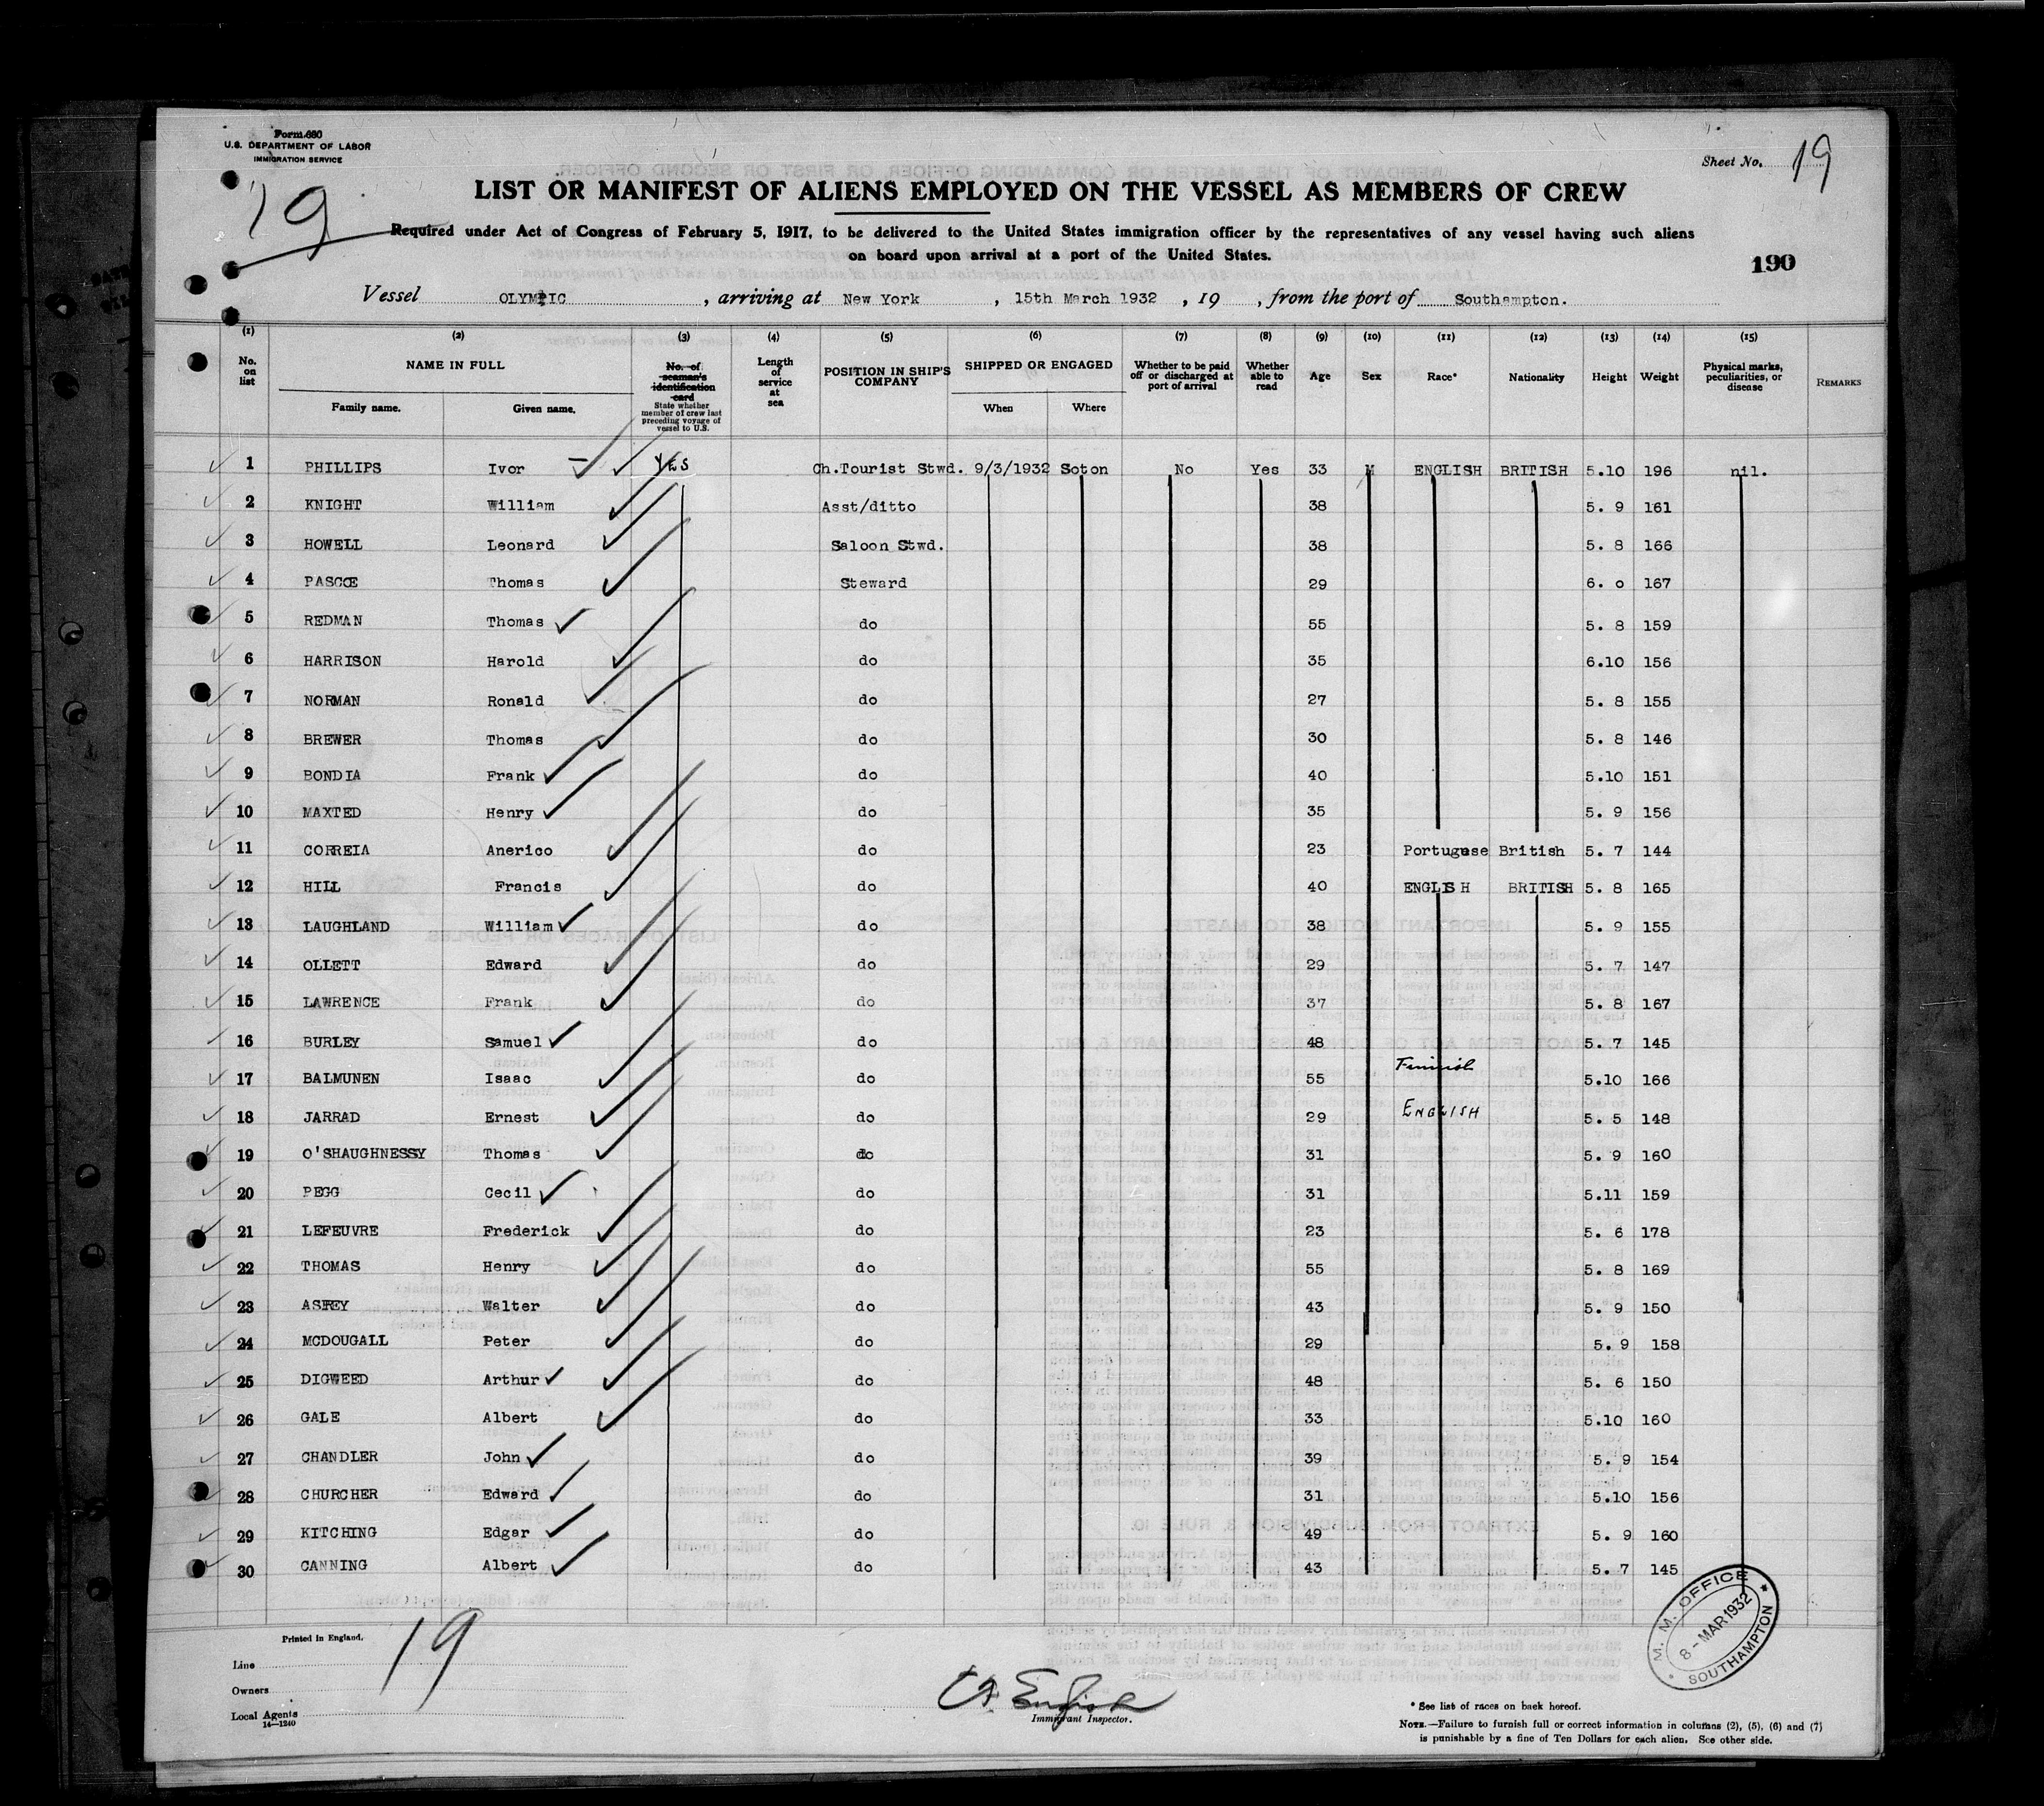 Form 680
U.S. DEPARTMENT OF LABOR
IMMIGRATION SERVICE
Sheet No. 19
19
LIST OR MANIFEST OF ALIENS EMPLOYED ON THE VESSEL AS MEMBERS OF CREW
Required under Act of Congress of February 5, 1917, to be delivered to the United States immigration officer by the representatives of any vessel having such aliens
on board upon arrival at a port of the United States.
190
Vessel OLYMPIC , arriving at New York , 15th March 1932 , 19 , from the port of Southampton.
(1) (2) (3) (4) (5) (6) (7) (8) (9) (10) (11) (12) (13) (14) (15)
No. on list NAME IN FULL Family name. Given name. No. of seaman's identification card State whether member of crew last preceding voyage of vessel to U.S. Length of service at sea POSITION IN SHIP'S COMPANY SHIPPED OR ENGAGED When Where Whether to be paid off or discharged at port of arrival Whether able to read Age Sex Race* Nationality Height Weight Physical marks, peculiarities, or disease REMARKS
1 PHILLIPS Ivor YES Ch.Tourist Stwd. 9/3/1932 Soton No Yes 33 M ENGLISH BRITISH 5.10 196 nil.
2 KNIGHT William Asst/ditto 38 5. 9 161
3 HOWELL Leonard Saloon Stwd. 38 5. 8 166
4 PASCOE Thomas Steward 29 6. 0 167
5 REDMAN Thomas do 55 5. 8 159
6 HARRISON Harold do 35 6.10 156
7 NORMAN Ronald do 27 5. 8 155
8 BREWER Thomas do 30 5. 8 146
9 BONDIA Frank do 40 5.10 151
10 MAXTED Henry do 35 5. 9 156
11 CORREIA Anerico do 23 Portuguese British 5. 7 144
12 HILL Francis do 40 ENGLISH BRITISH 5. 8 165
13 LAUGHLAND William do 38 5. 9 155
14 OLLETT Edward do 29 5. 7 147
15 LAWRENCE Frank do 37 5. 8 167
16 BURLEY Samuel do 48 5. 7 145
17 BALMUNEN Isaac do 55 Finnish 5.10 166
18 JARRAD Ernest do 29 ENGLISH 5. 5 148
19 O'SHAUGHNESSY Thomas do 31 5. 9 160
20 PEGG Cecil do 31 5.11 159
21 LEFEUVRE Frederick do 23 5. 6 178
22 THOMAS Henry do 55 5. 8 169
23 Walter do 43 5. 9 150
24 MCDOUGALL Peter do 29 5. 9 158
25 DIGWEED Arthur do 48 5. 6 150
26 GALE Albert do 33 5.10 160
27 CHANDLER John do 39 5. 9 154
28 CHURCHER Edward do 31 5.10 156
29 KITCHING Edgar do 49 5. 9 160
30 CANNING Albert do 43 5. 7 145
Printed in England.
19
Line
Owners
Local Agents
14—1240
English
Immigrant Inspector.
M. M. OFFICE
8 - MAR 1932
SOUTHAMPTON
* See list of races on back hereof.
NOTE.—Failure to furnish full or correct information in columns (2), (5), (6) and (7)
is punishable by a fine of Ten Dollars for each alien. See other side.